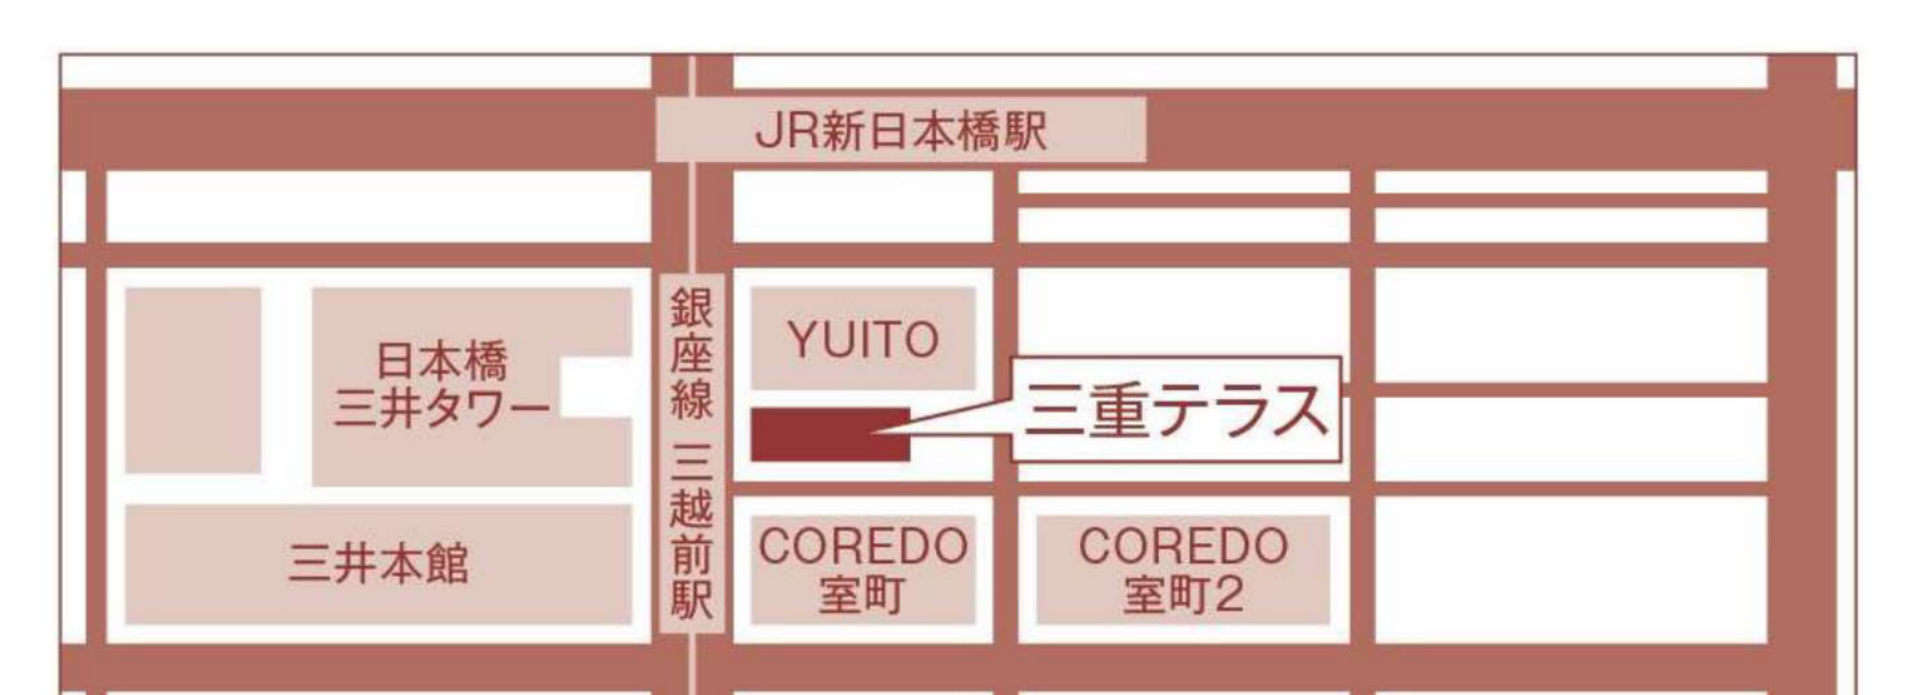 JR新日本橋駅
銀座線 三越前駅
YUITO
日本橋
三井タワー
三重テラス
三井本館
COREDO
室町
COREDO
室町2